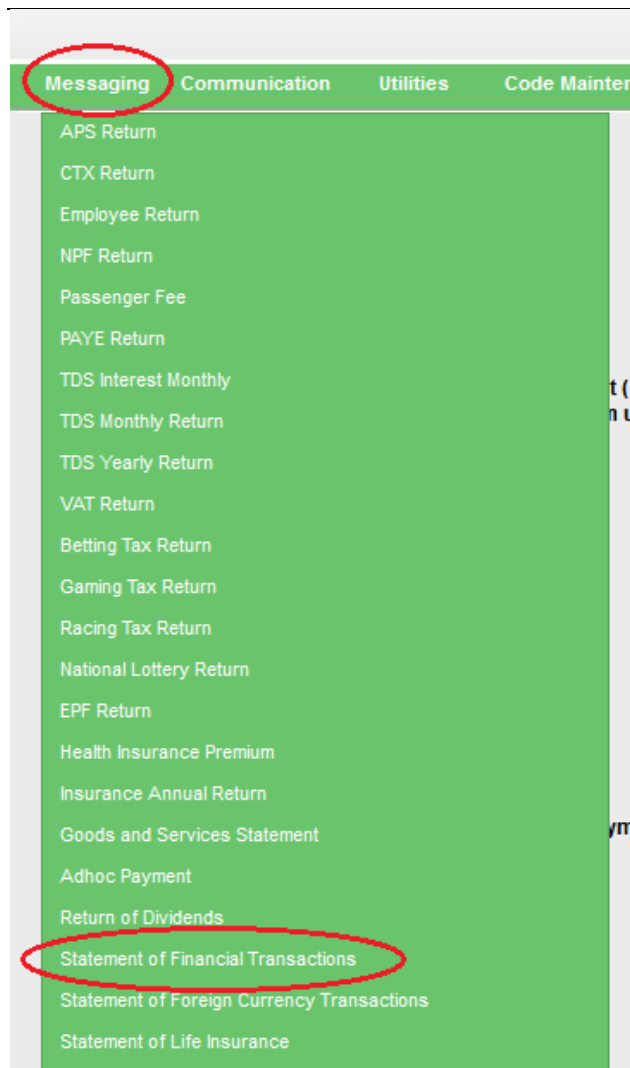 Messaging Communication Utilities Code Mainten
APS Return
CTX Return
Employee Return
NPF Return
Passenger Fee
PAYE Return
TDS Interest Monthly
t (
TDS Monthly Return
TDS Yearly Return
VAT Return
Betting Tax Return
Gaming Tax Return
Racing Tax Return
National Lottery Return
EPF Return
Health Insurance Premium
Insurance Annual Return
Goods and Services Statement
ym
Adhoc Payment
Return of Dividends
Statement of Financial Transactions
Statement of Foreign Currency Transactions
Statement of Life Insurance